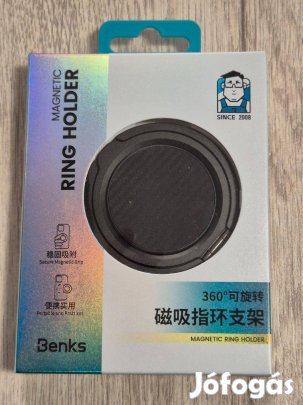 MAGNETIC
RING HOLDER
SINCE 2008
稳固吸附
Secure Magnetic Grip
便携实用
360°可旋转
磁吸指环支架
MAGNETIC RING HOLDER
Benks
Jófogás